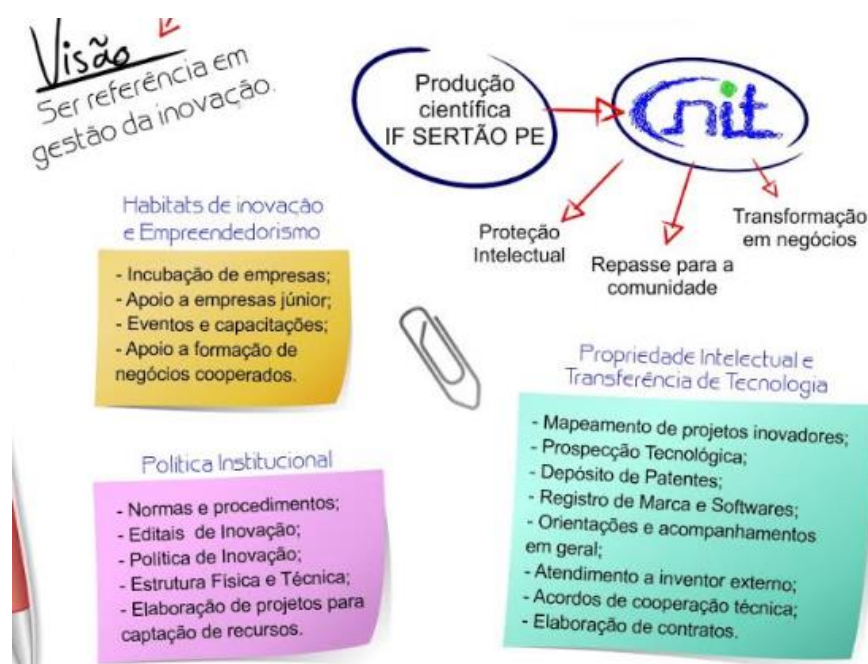 Visão
Ser referência em
gestão da inovação.
Produção
científica
IF SERTÃO PE
nit
Proteção
Intelectual
Repasse para a
comunidade
Transformação
em negócios
Habitats de inovação
e Empreendedorismo
- Incubação de empresas;
- Apoio a empresas júnior;
- Eventos e capacitações;
- Apoio a formação de
negócios cooperados.
Política Institucional
- Normas e procedimentos;
- Editais de Inovação;
- Política de Inovação;
- Estrutura Física e Técnica;
- Elaboração de projetos para
captação de recursos.
Propriedade Intelectual e
Transferência de Tecnologia
- Mapeamento de projetos inovadores;
- Prospecção Tecnológica;
- Depósito de Patentes;
- Registro de Marca e Softwares;
- Orientações e acompanhamentos
em geral;
- Atendimento a inventor externo;
- Acordos de cooperação técnica;
- Elaboração de contratos.